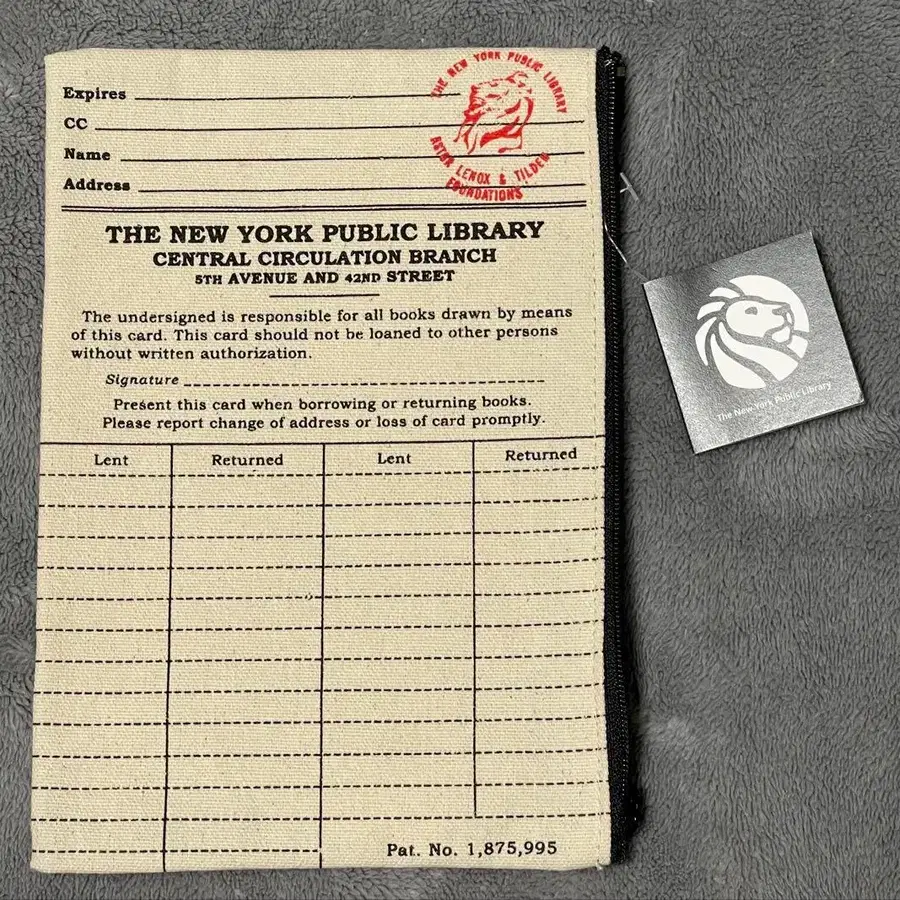 Expires
CC
Name
Address
THE NEW YORK PUBLIC LIBRARY
ASTOR LENOX & TILDEN
FOUNDATIONS
THE NEW YORK PUBLIC LIBRARY
CENTRAL CIRCULATION BRANCH
5TH AVENUE AND 42ND STREET
The undersigned is responsible for all books drawn by means
of this card. This card should not be loaned to other persons
without written authorization.
Signature
Present this card when borrowing or returning books.
Please report change of address or loss of card promptly.
Lent Returned Lent Returned
Pat. No. 1,875,995
The New York Public Library